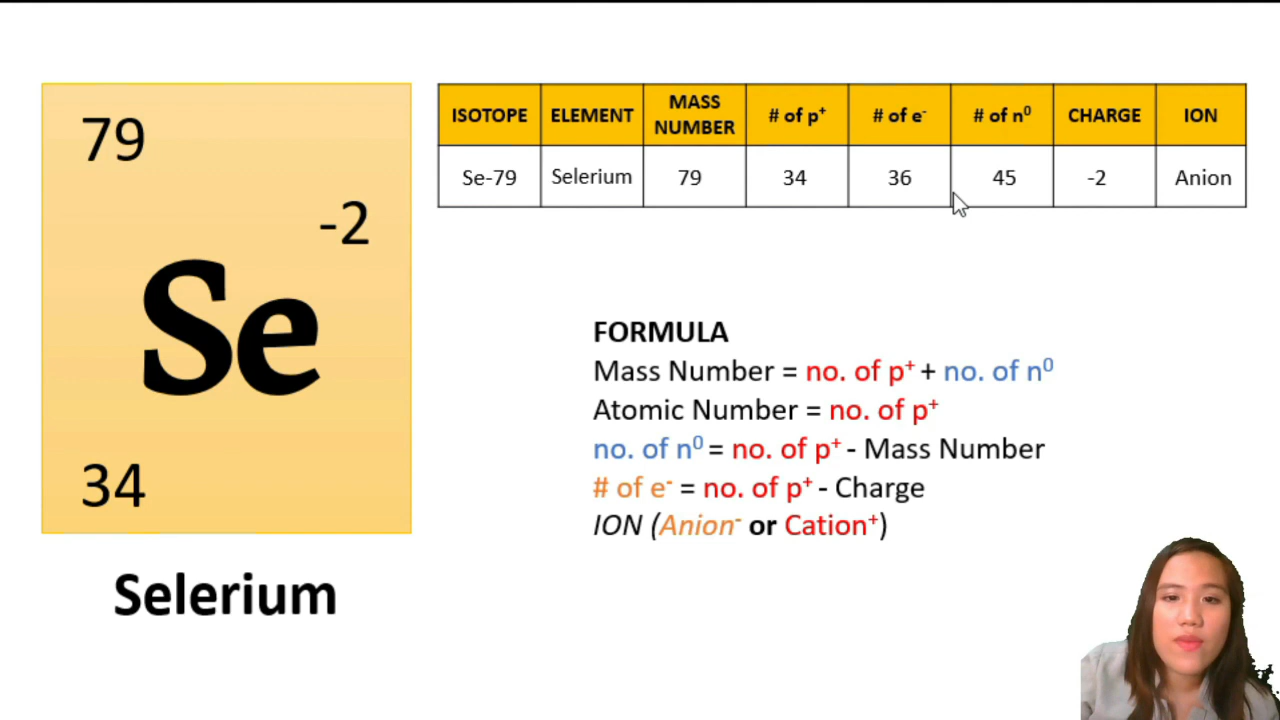 79
-2
Se
34
Selerium
ISOTOPE ELEMENT MASS NUMBER # of p⁺ # of e⁻ # of n⁰ CHARGE ION
Se-79 Selerium 79 34 36 45 -2 Anion
FORMULA
Mass Number = no. of p⁺ + no. of n⁰
Atomic Number = no. of p⁺
no. of n⁰ = no. of p⁺ - Mass Number
# of e⁻ = no. of p⁺ - Charge
ION (Anion⁻ or Cation⁺)